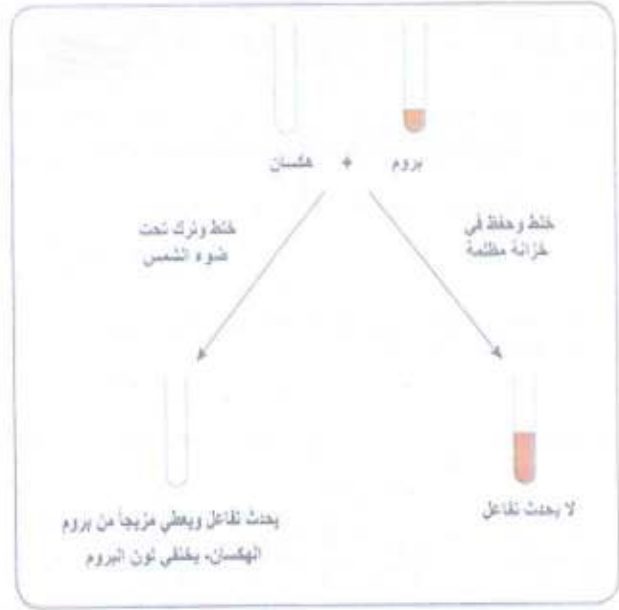 بروم + هكسان
خلط وحفظ في
خزانة مظلمة
خلط وترك تحت
ضوء الشمس
لا يحدث تفاعل
يحدث تفاعل ويعطي مزيجاً من بروم
الهكسان، يختفي لون البروم